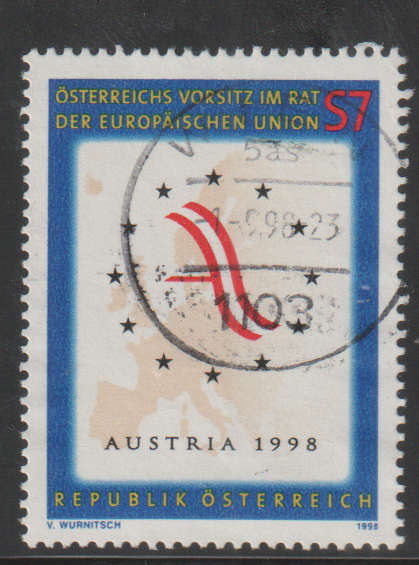 ÖSTERREICHS VORSITZ IM RAT
DER EUROPÄISCHEN UNION S7
1103
AUSTRIA 1998
REPUBLIK ÖSTERREICH
V. WURNITSCH 1998